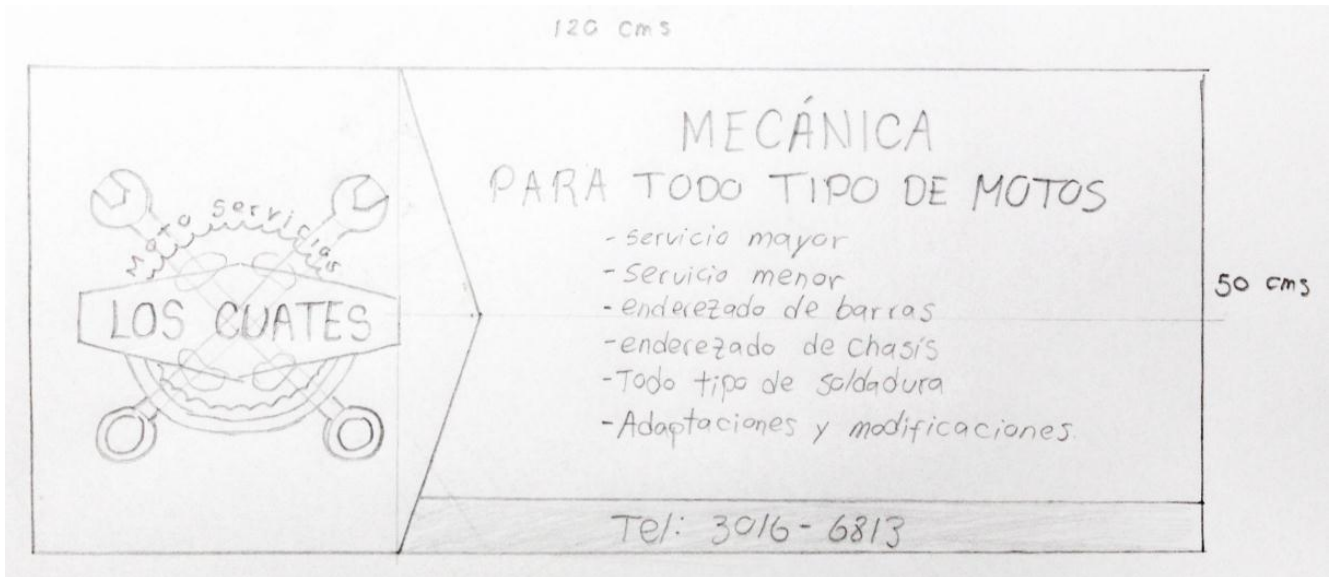 120 cms
Moto servicios
LOS CUATES
MECÁNICA
PARA TODO TIPO DE MOTOS
- servicio mayor
- servicio menor
- enderezado de barras
- enderezado de chasís
- Todo tipo de soldadura
- Adaptaciones y modificaciones
50 cms
Tel: 3016-6813